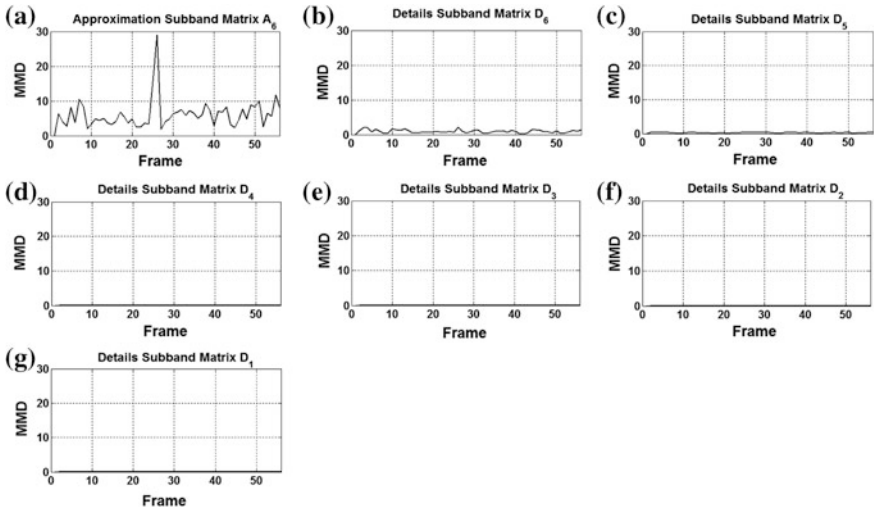 (a)
Approximation Subband Matrix A6
MMD
30
20
10
0
0 10 20 30 40 50
Frame
(b)
Details Subband Matrix D6
MMD
30
20
10
0
0 10 20 30 40 50
Frame
(c)
Details Subband Matrix D5
MMD
30
20
10
0
0 10 20 30 40 50
Frame
(d)
Details Subband Matrix D4
MMD
30
20
10
0
0 10 20 30 40 50
Frame
(e)
Details Subband Matrix D3
MMD
30
20
10
0
0 10 20 30 40 50
Frame
(f)
Details Subband Matrix D2
MMD
30
20
10
0
0 10 20 30 40 50
Frame
(g)
Details Subband Matrix D1
MMD
30
20
10
0
0 10 20 30 40 50
Frame